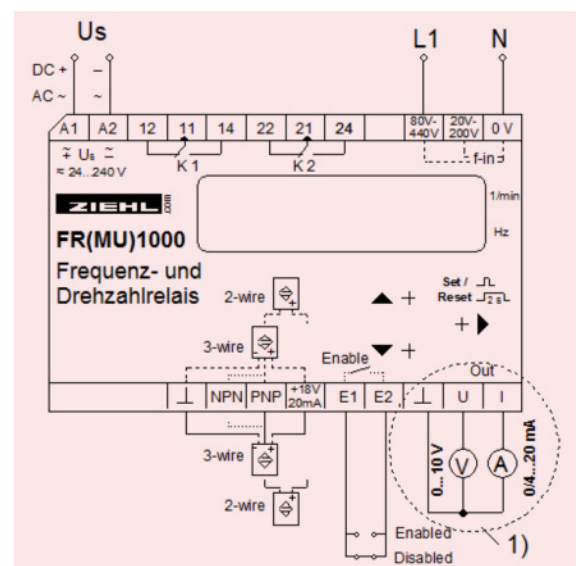 Us
L1 N
DC + –
AC ~ ~
A1 A2 12 11 14 22 21 24 80V-440V 20V-200V 0 V
K 1 K 2 f-in
≂ Us ≂
≈ 24...240 V
ZIEHL.com
1/min
Hz
FR(MU)1000
Frequenz- und
Drehzahlrelais
2-wire
3-wire
▲ +
Set /
Reset 2 s
+ ▶
▼ +
Enable
Out
⊥ NPN PNP +18V 20mA E1 E2 ⊥ U I
3-wire
2-wire
0...10 V
V
A
0/4...20 mA
Enabled
Disabled
1)